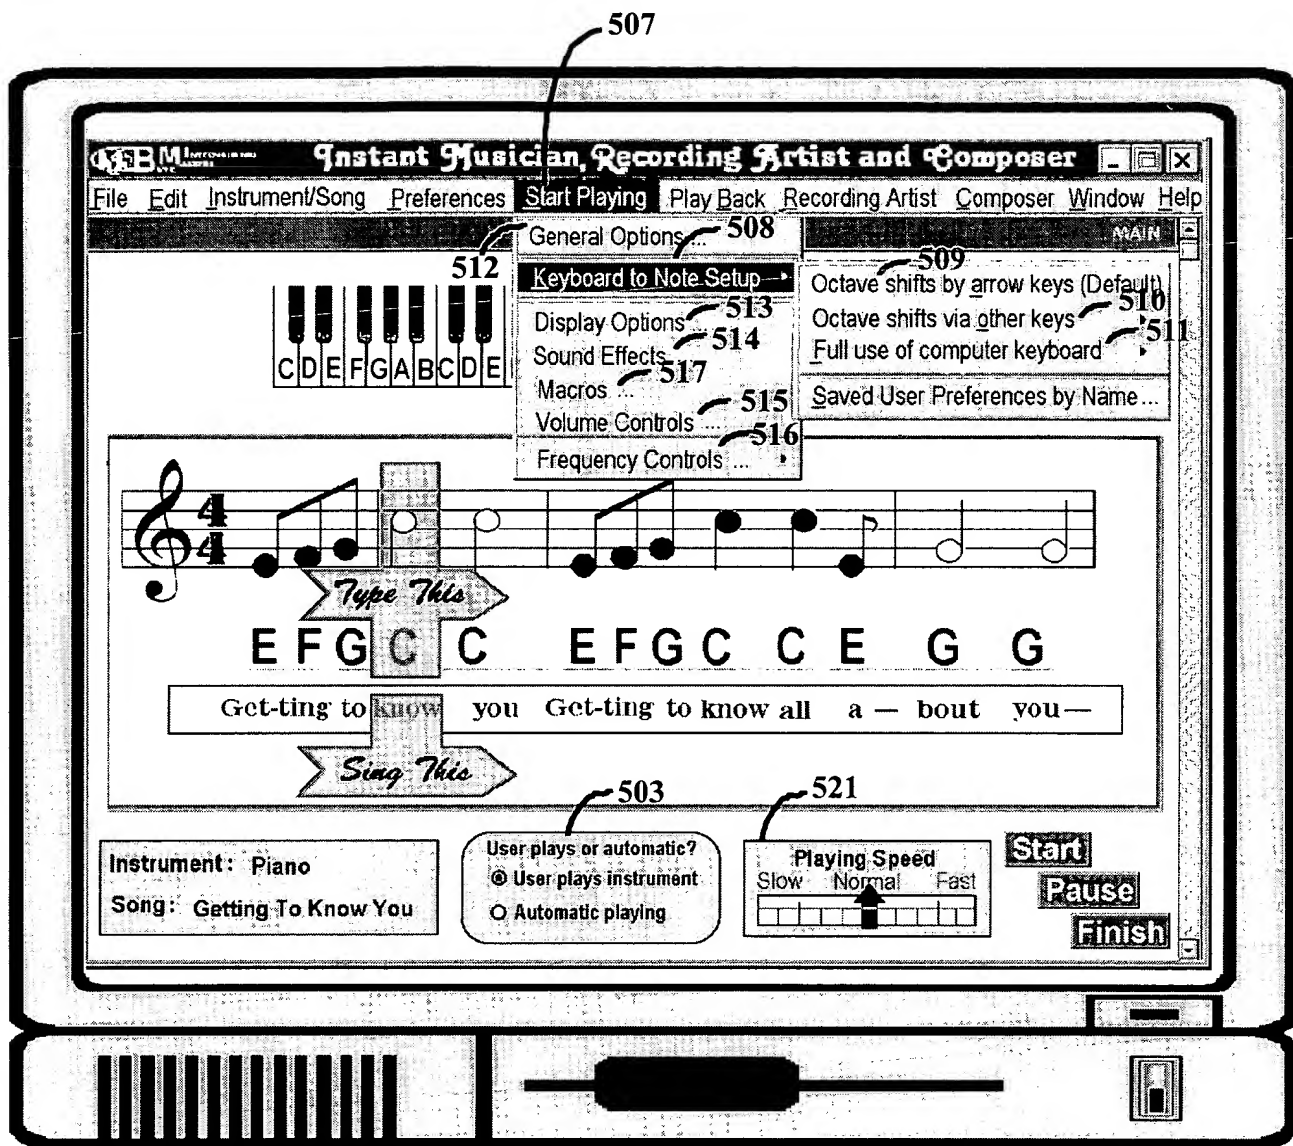 507
Instant Musician, Recording Artist and Composer
File Edit Instrument/Song Preferences Start Playing Play Back Recording Artist Composer Window Help
MAIN
General Options ...
508
512
Keyboard to Note Setup
509
Octave shifts by arrow keys (Default)
510
Octave shifts via other keys
511
Full use of computer keyboard
Saved User Preferences by Name ...
513
Display Options ...
514
Sound Effects
517
Macros ...
515
Volume Controls ...
516
Frequency Controls ...
C D E F G A B C D E
4
4
Type This
E F G C C E F G C C E G G
Get-ting to know you Get-ting to know all a — bout you —
Sing This
503
521
Instrument: Piano
Song: Getting To Know You
User plays or automatic?
User plays instrument
Automatic playing
Playing Speed
Slow Normal Fast
Start
Pause
Finish